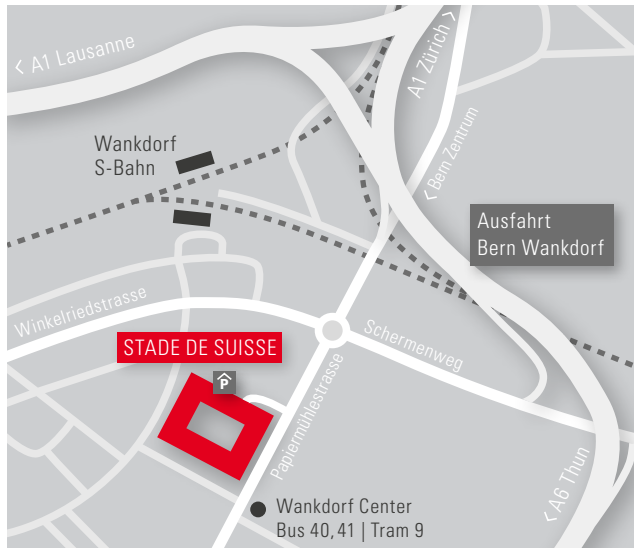 < A1 Lausanne
A1 Zürich >
Wankdorf
S-Bahn
< Bern Zentrum
Ausfahrt
Bern Wankdorf
Winkelriedstrasse
Schermenweg
STADE DE SUISSE
P
Papiermühlestrasse
< A6 Thun
Wankdorf Center
Bus 40, 41 | Tram 9